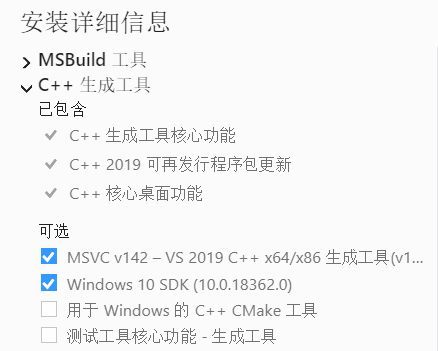 安装详细信息
MSBuild 工具
C++ 生成工具
已包含
C++ 生成工具核心功能
C++ 2019 可再发行程序包更新
C++ 核心桌面功能
可选
MSVC v142 – VS 2019 C++ x64/x86 生成工具(v1...
Windows 10 SDK (10.0.18362.0)
用于 Windows 的 C++ CMake 工具
测试工具核心功能 - 生成工具